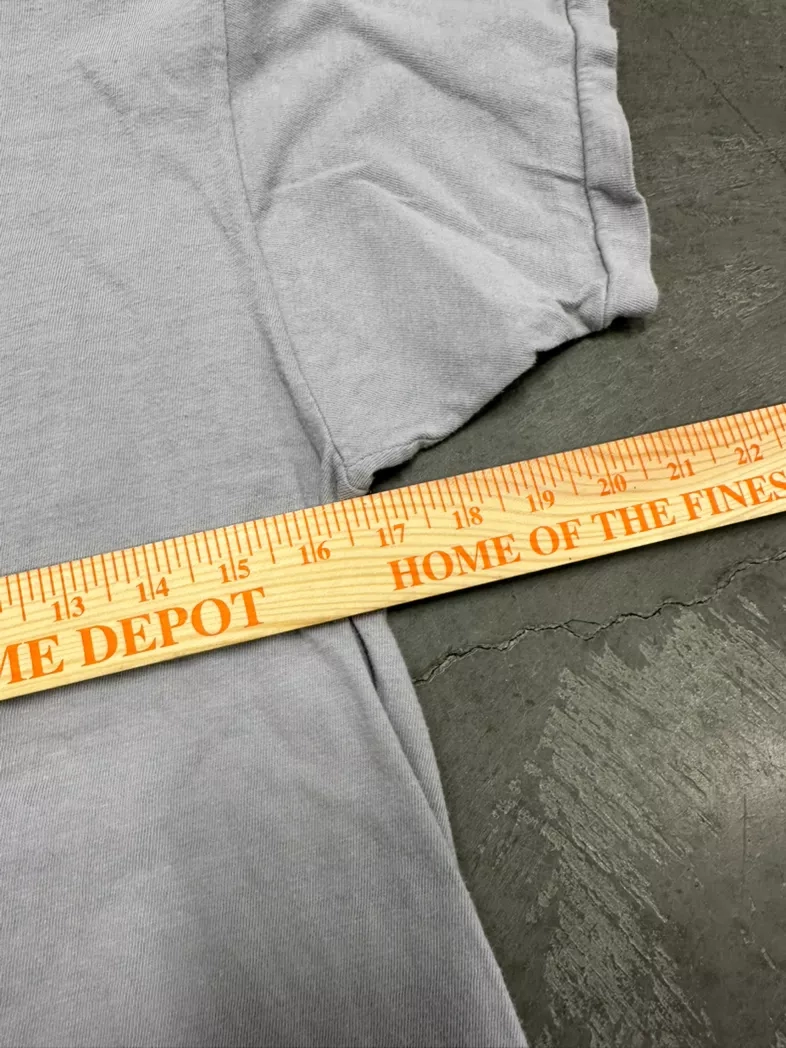 13 14 15 16 17 18 19 20 21 22
ME DEPOT HOME OF THE FINES